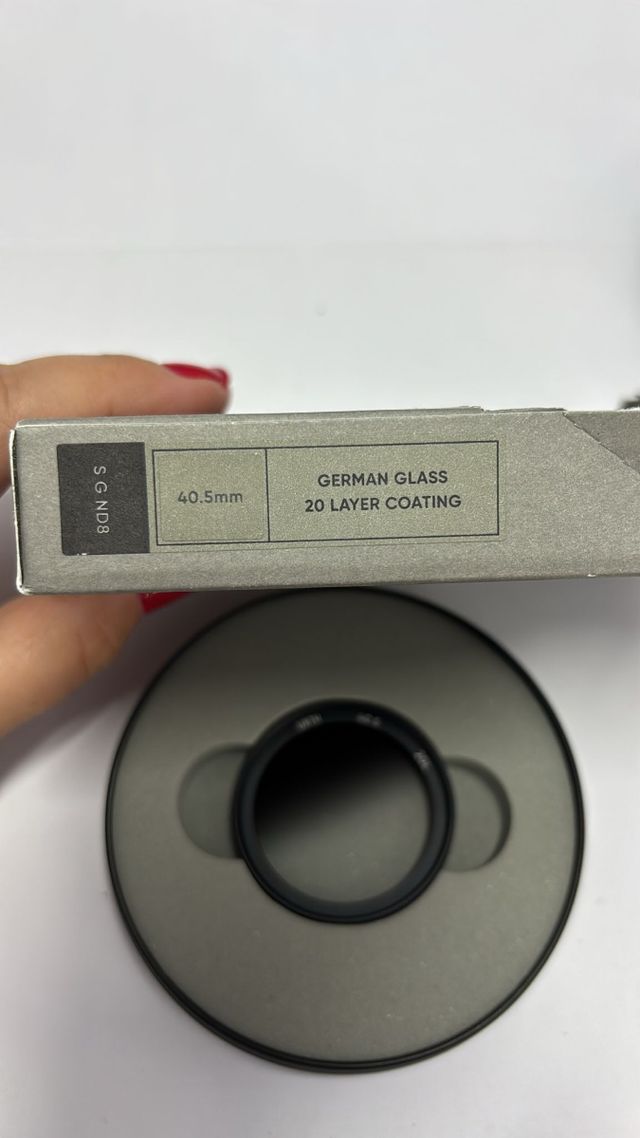 S.G ND8
40.5mm
GERMAN GLASS
20 LAYER COATING